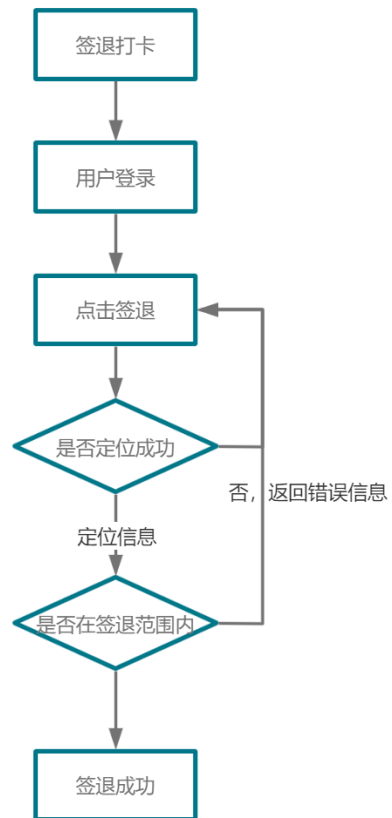 签退打卡
用户登录
点击签退
是否定位成功
否，返回错误信息
定位信息
是否在签退范围内
签退成功